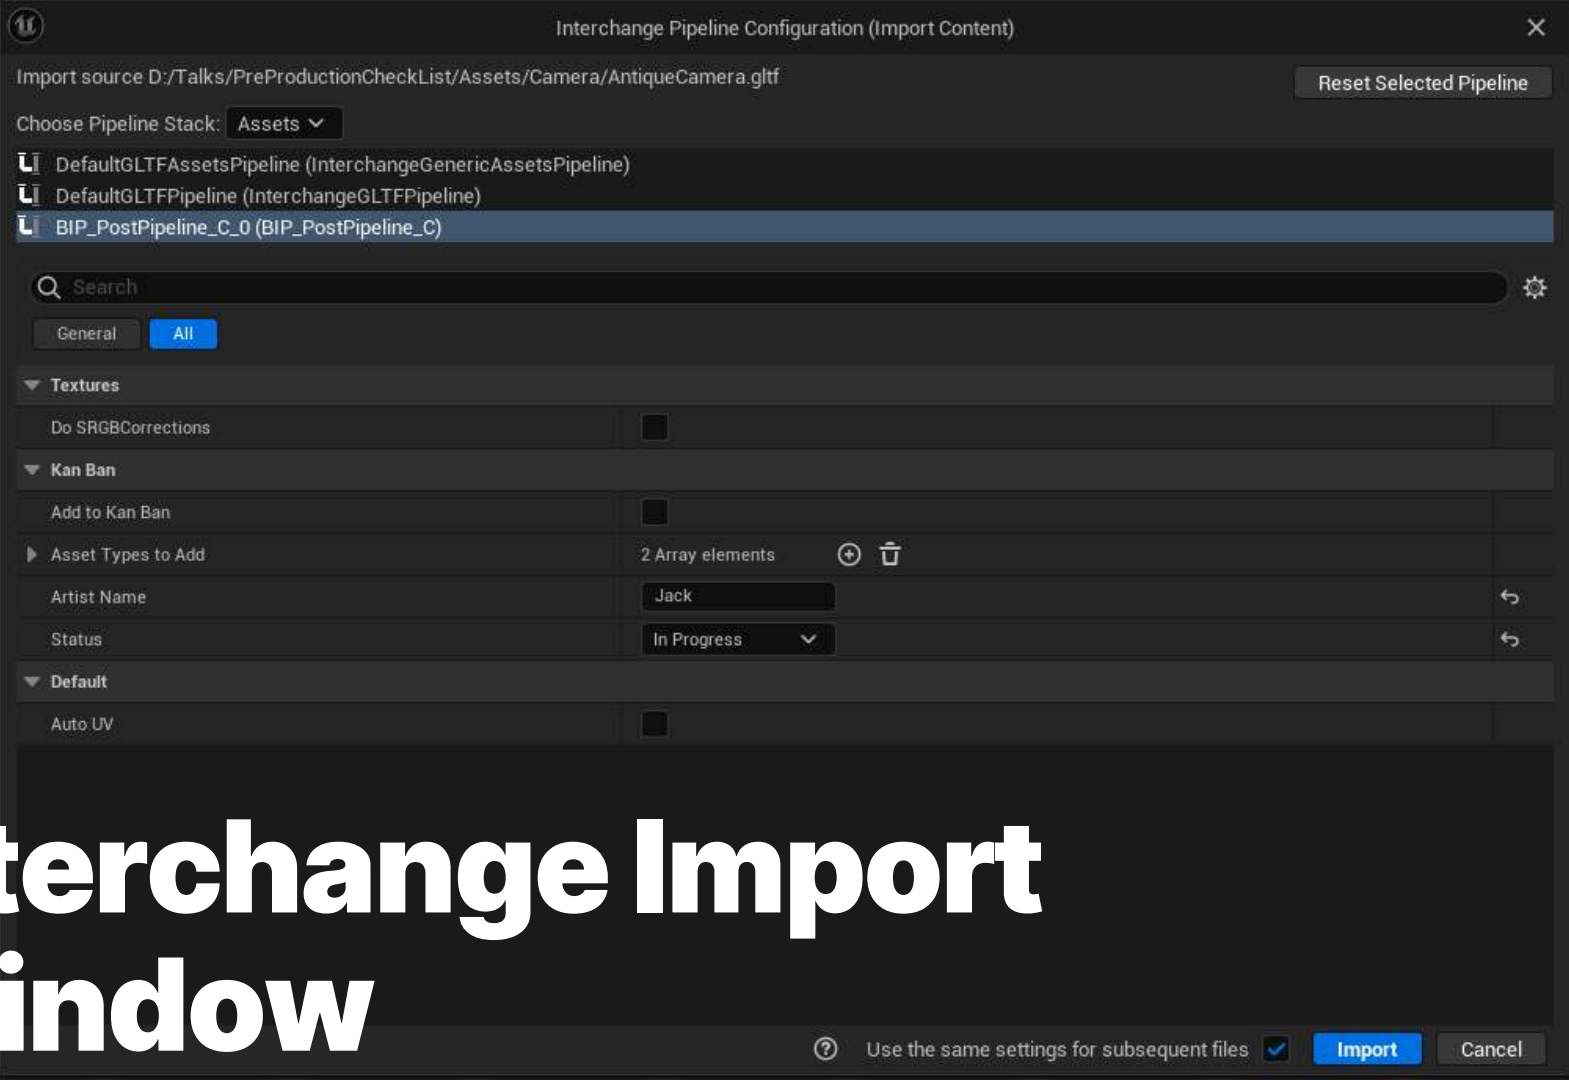 Interchange Pipeline Configuration (Import Content)
Import source D:/Talks/PreProductionCheckList/Assets/Camera/AntiqueCamera.gltf
Reset Selected Pipeline
Choose Pipeline Stack: Assets
DefaultGLTFAssetsPipeline (InterchangeGenericAssetsPipeline)
DefaultGLTFPipeline (InterchangeGLTFPipeline)
BIP_PostPipeline_C_0 (BIP_PostPipeline_C)
Search
General All
Textures
Do SRGBCorrections
Kan Ban
Add to Kan Ban
Asset Types to Add 2 Array elements
Artist Name Jack
Status In Progress
Default
Auto UV
terchange Import
indow
Use the same settings for subsequent files Import Cancel